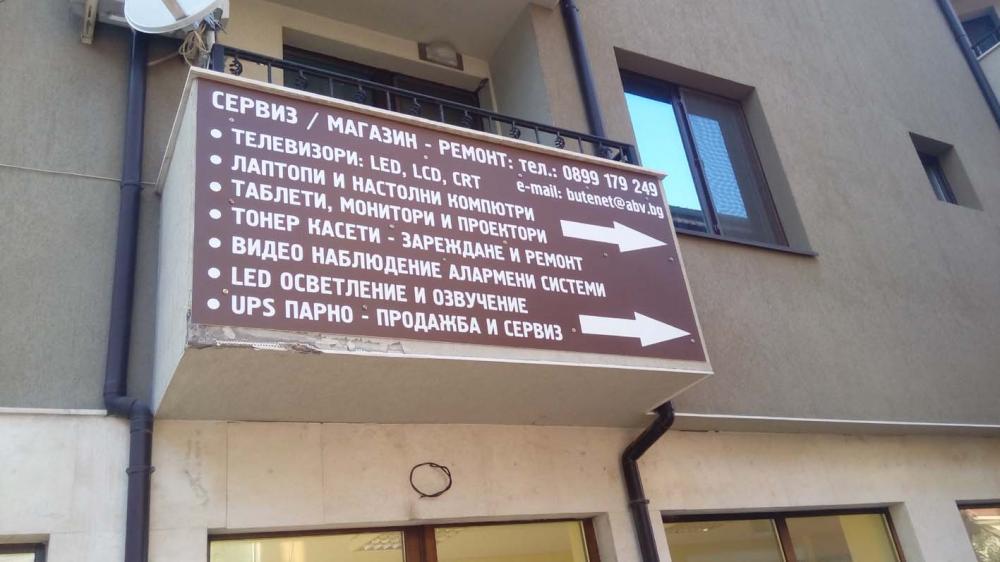 СЕРВИЗ / МАГАЗИН - РЕМОНТ: тел.: 0899 179 249
• ТЕЛЕВИЗОРИ: LED, LCD, CRT e-mail: butenet@abv.bg
• ЛАПТОПИ И НАСТОЛНИ КОМПЮТРИ
• ТАБЛЕТИ, МОНИТОРИ И ПРОЕКТОРИ
• ТОНЕР КАСЕТИ - ЗАРЕЖДАНЕ И РЕМОНТ
• ВИДЕО НАБЛЮДЕНИЕ АЛАРМЕНИ СИСТЕМИ
• LED ОСВЕТЛЕНИЕ И ОЗВУЧЕНИЕ
• UPS ПАРНО - ПРОДАЖБА И СЕРВИЗ